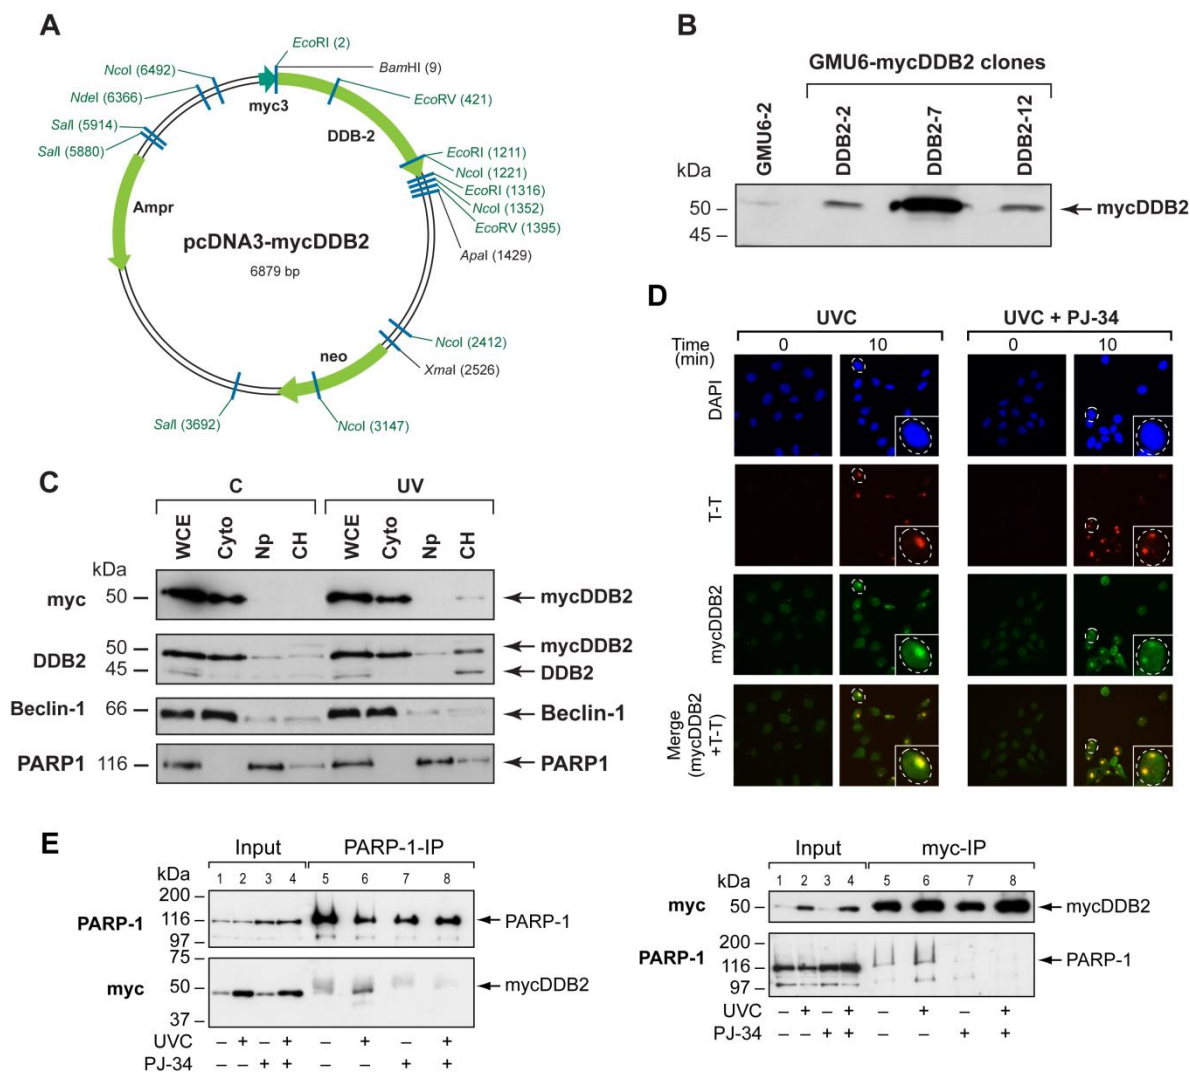 A
EcoRI (2)
NcoI (6492)
BamHI (9)
NdeI (6366)
EcoRV (421)
myc3
SalI (5914)
DDB-2
SalI (5880)
EcoRI (1211)
NcoI (1221)
EcoRI (1316)
Ampr
NcoI (1352)
EcoRV (1395)
pcDNA3-mycDDB2
ApaI (1429)
6879 bp
NcoI (2412)
neo
XmaI (2526)
SalI (3692)
NcoI (3147)
B
GMU6-mycDDB2 clones
GMU6-2
DDB2-2
DDB2-7
DDB2-12
kDa
50
mycDDB2
45
C
C UV
WCE Cyto Np CH WCE Cyto Np CH
kDa
myc 50 mycDDB2
50 mycDDB2
DDB2
45 DDB2
Beclin-1 66 Beclin-1
PARP1 116 PARP1
D
UVC UVC + PJ-34
Time (min) 0 10 0 10
DAPI
T-T
mycDDB2
Merge
(mycDDB2
+T-T)
E
Input PARP-1-IP
kDa 1 2 3 4 5 6 7 8
200
PARP-1 116 PARP-1
97
75
myc 50 mycDDB2
37
UVC – + – + – + – +
PJ-34 – – + + – – + +
Input myc-IP
kDa 1 2 3 4 5 6 7 8
myc 50 mycDDB2
200
PARP-1 116 PARP-1
97
UVC – + – + – + – +
PJ-34 – – + + – – + +